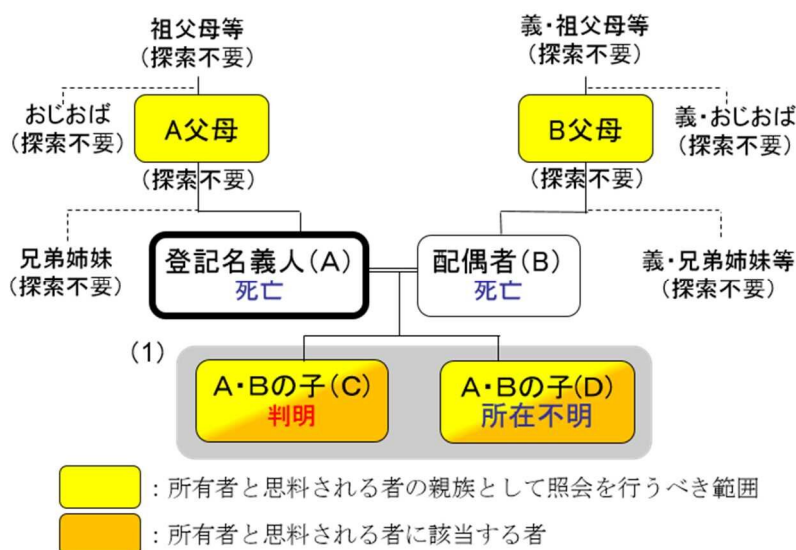 祖父母等
(探索不要)
義・祖父母等
(探索不要)
おじおば
(探索不要)
A父母
(探索不要)
B父母
(探索不要)
義・おじおば
(探索不要)
兄弟姉妹
(探索不要)
登記名義人(A)
死亡
配偶者(B)
死亡
義・兄弟姉妹等
(探索不要)
(1)
A・Bの子(C)
判明
A・Bの子(D)
所在不明
：所有者と思料される者の親族として照会を行うべき範囲
：所有者と思料される者に該当する者